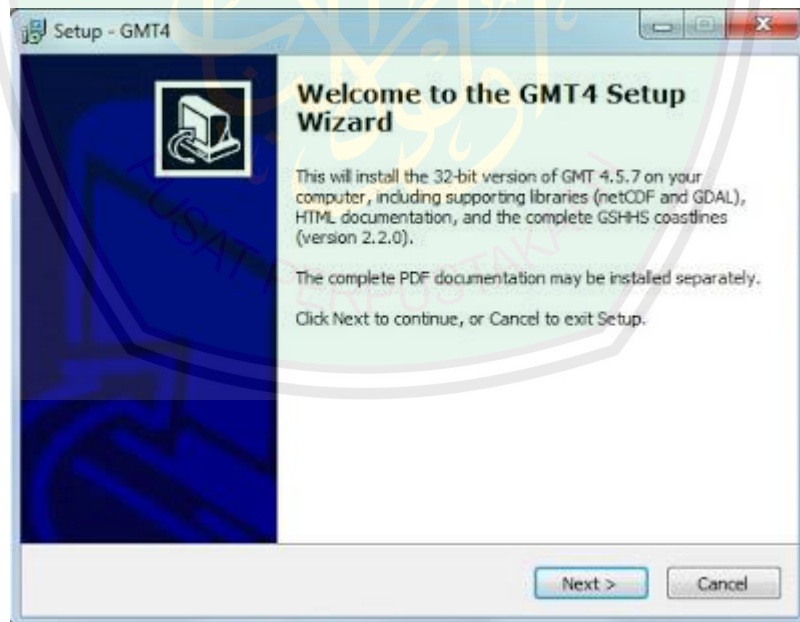 Setup - GMT4
Welcome to the GMT4 Setup
Wizard
This will install the 32-bit version of GMT 4.5.7 on your
computer, including supporting libraries (netCDF and GDAL),
HTML documentation, and the complete GSHHS coastlines
(version 2.2.0).
The complete PDF documentation may be installed separately.
Click Next to continue, or Cancel to exit Setup.
PUSAT PERPUSTAKA
Next >
Cancel